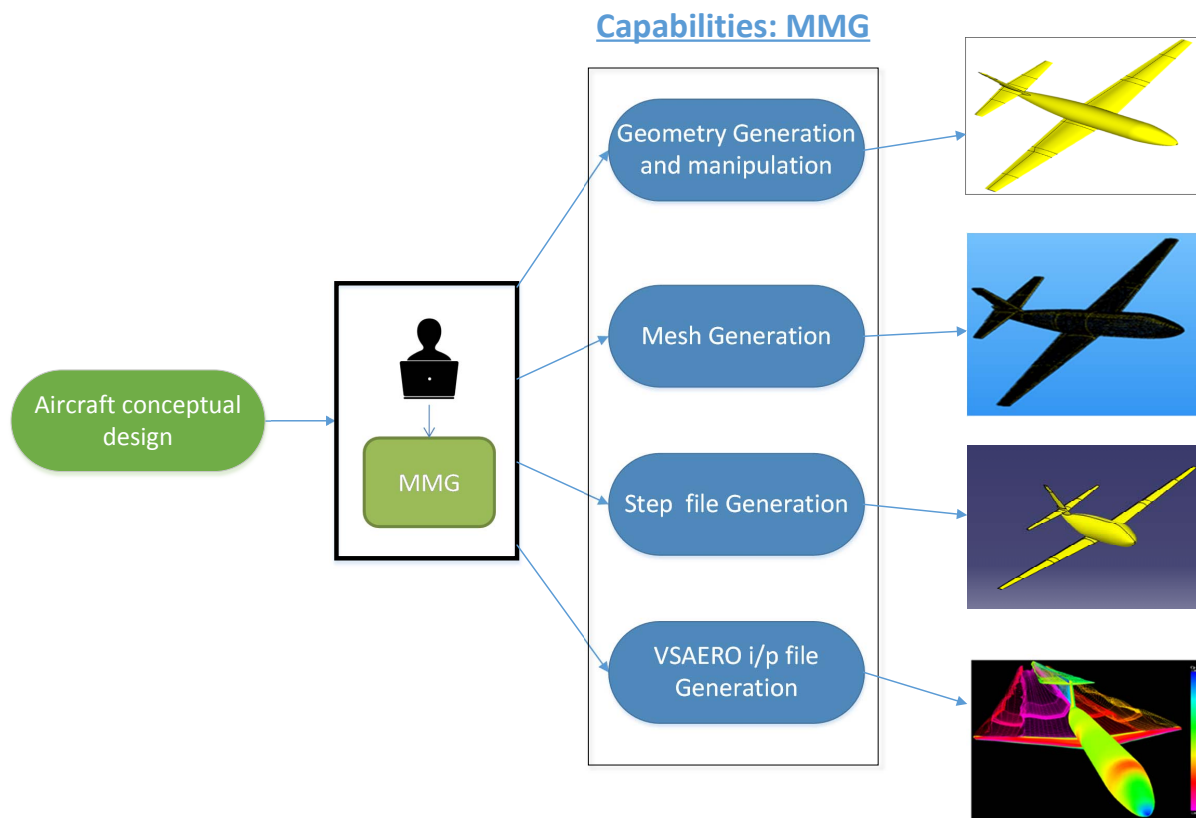 Capabilities: MMG
Geometry Generation
and manipulation
Mesh Generation
Aircraft conceptual
design
MMG
Step  file Generation
VSAERO i/p file
Generation